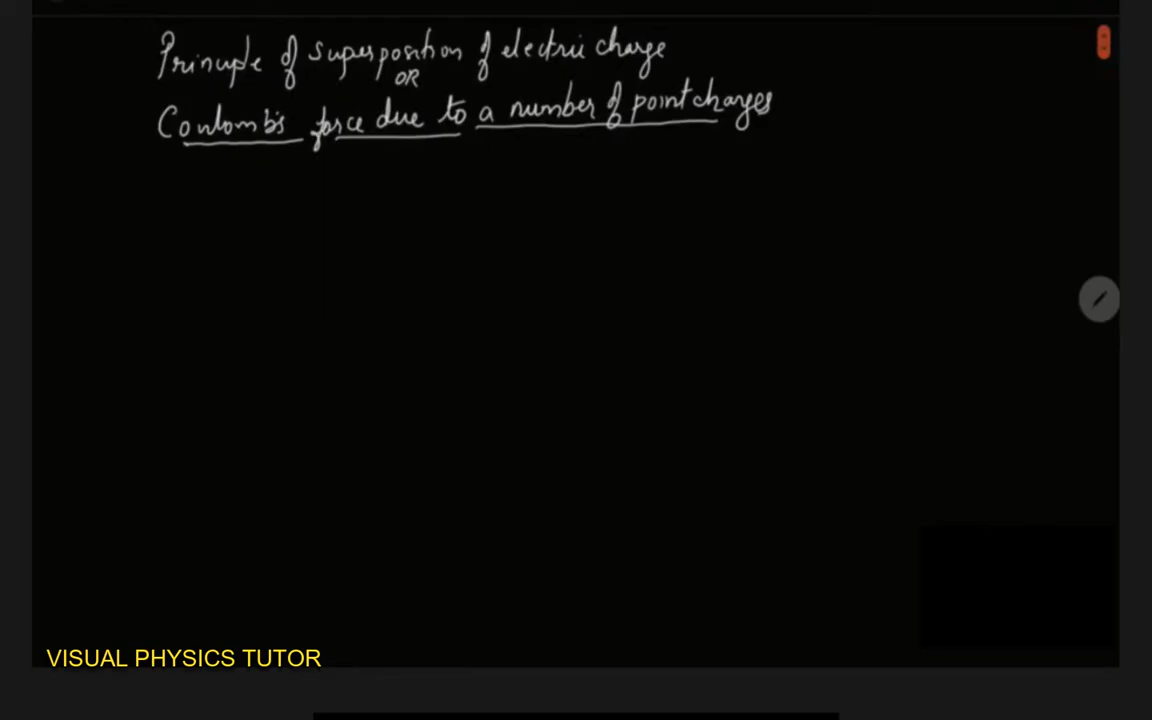 Principle of superposition of electric charge
OR
Coulomb's force due to a number of point charges
VISUAL PHYSICS TUTOR